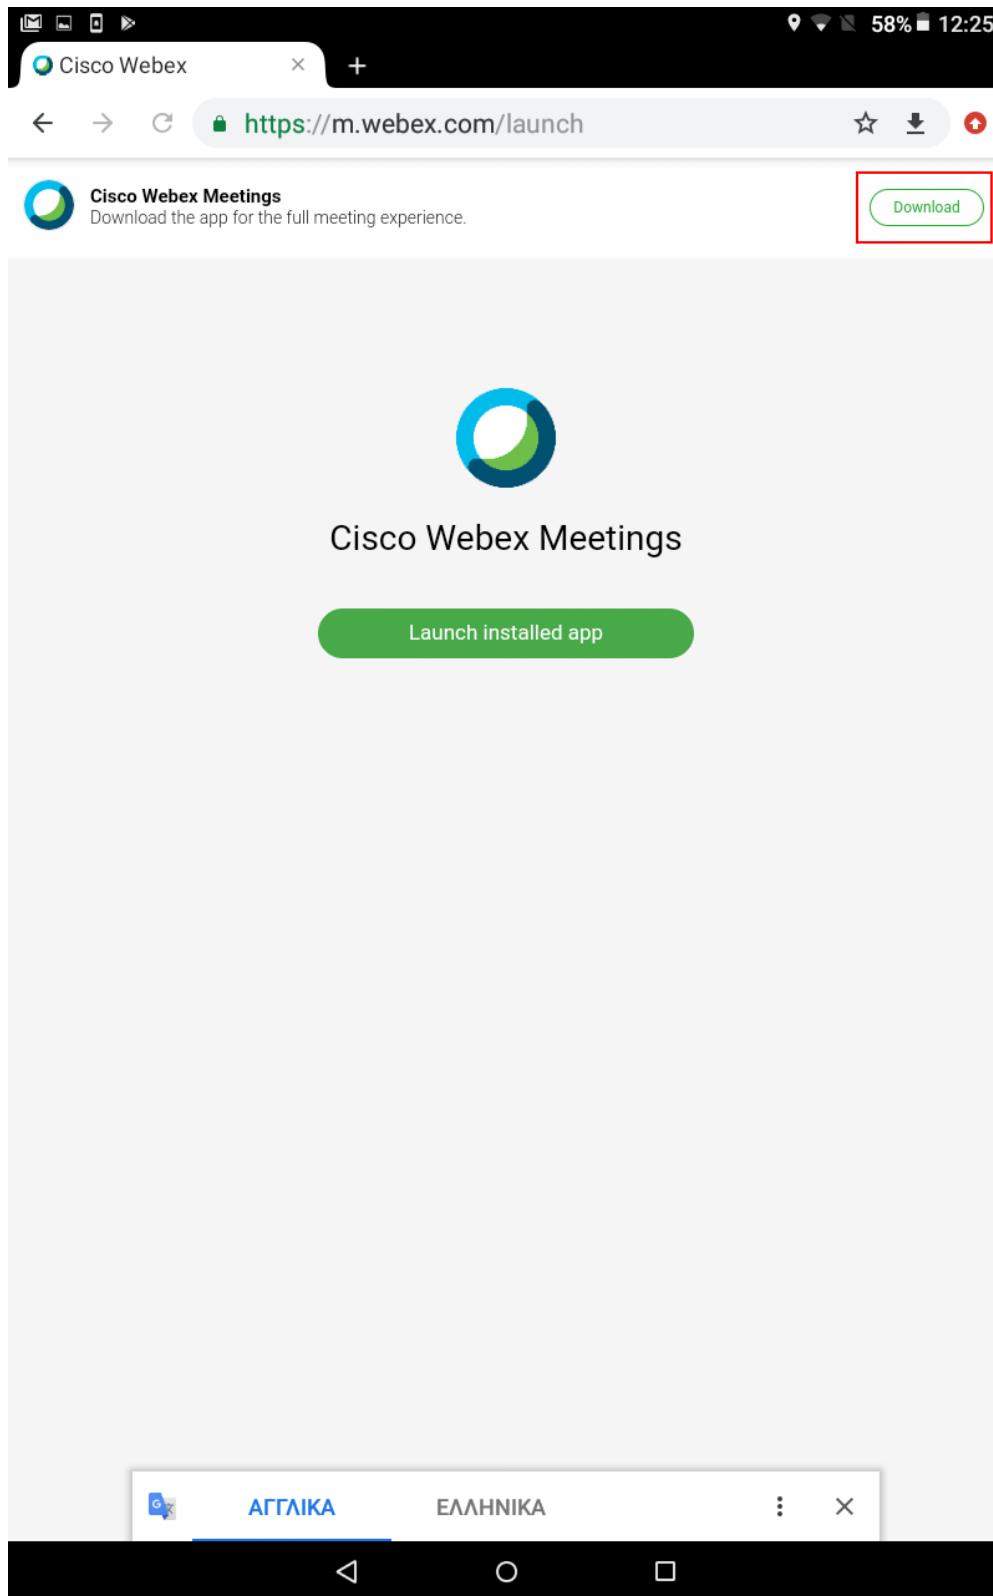 58% 12:25
Cisco Webex
https://m.webex.com/launch
Cisco Webex Meetings
Download the app for the full meeting experience.
Download
Cisco Webex Meetings
Launch installed app
ΑΓΓΛΙΚΑ ΕΛΛΗΝΙΚΑ